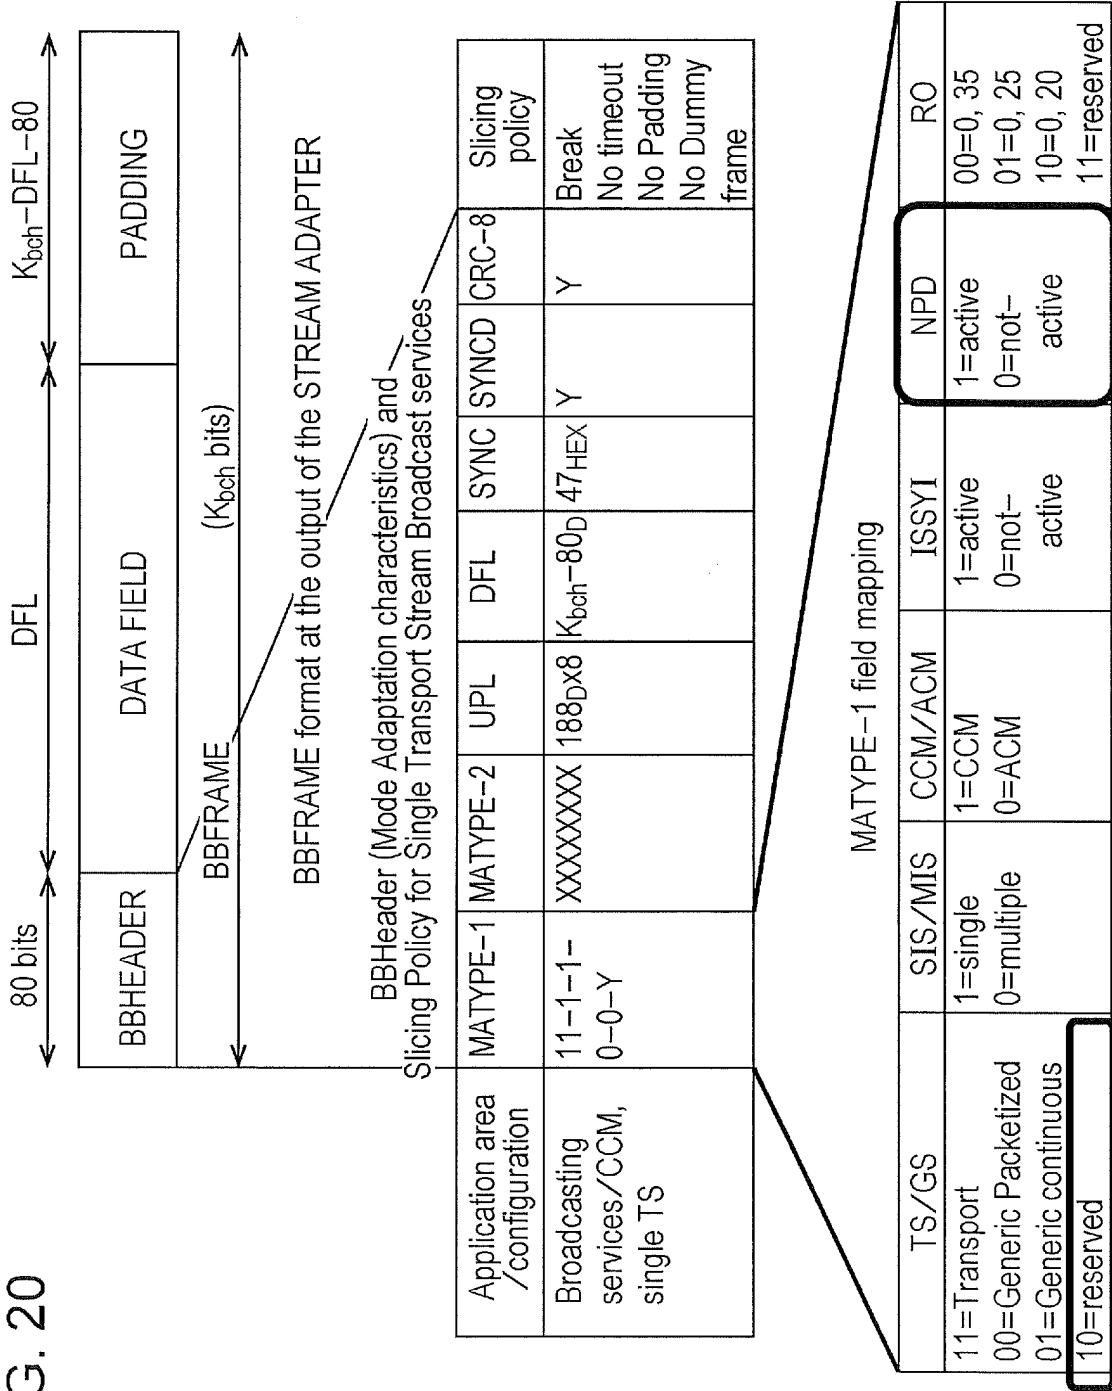 G. 20
80 bits
DFL
Kbch-DFL-80
BBHEADER
DATA FIELD
PADDING
BBFRAME
(Kbch bits)
BBFRAME format at the output of the STREAM ADAPTER
BBHeader (Mode Adaptation characteristics) and
Slicing Policy for Single Transport Stream Broadcast services
Application area
/configuration
MATYPE-1
MATYPE-2
UPL
DFL
SYNC
SYNCD
CRC-8
Slicing
policy
Broadcasting
services/CCM,
single TS
11-1-1-
0-0-Y
XXXXXXXX
188Dx8
Kbch-80D
47HEX
Y
Y
Break
No timeout
No Padding
No Dummy
frame
MATYPE-1 field mapping
TS/GS
SIS/MIS
CCM/ACM
ISSYI
NPD
RO
11=Transport
00=Generic Packetized
01=Generic continuous
10=reserved
1=single
0=multiple
1=CCM
0=ACM
1=active
0=not-
active
1=active
0=not-
active
00=0, 35
01=0, 25
10=0, 20
11=reserved